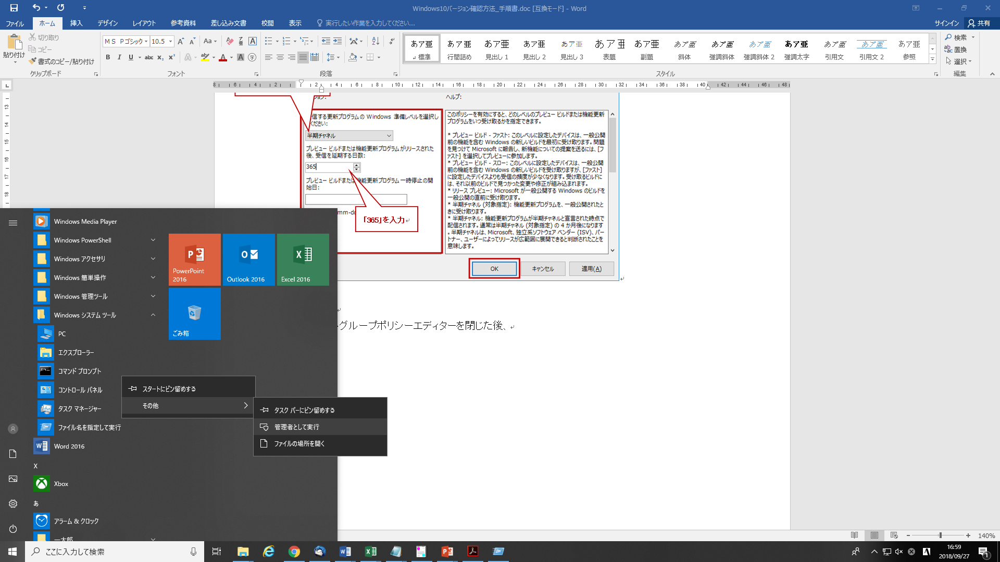 Windows10バージョン確認方法_手順書.doc [互換モード] - Word
ファイル ホーム 挿入 デザイン レイアウト 参考資料 差し込み文書 校閲 表示 実行したい作業を入力してください... サインイン 共有
貼り付け
切り取り
コピー
書式のコピー/貼り付け
クリップボード
ＭＳ Ｐゴシック 10.5
Aa
B I U abc x₂ x² A ab A A 字
フォント
段落
あア亜 標準
あア亜 行間詰め
あア亜 見出し 1
あア亜 見出し 2
あア亜 見出し 3
あア亜 表題
あア亜 副題
あア亜 斜体
あア亜 強調斜体
あア亜 強調斜体 2
あア亜 強調太字
あア亜 引用文
あア亜 引用文 2
あア亜 参照
スタイル
検索
置換
選択
編集
8 6 4 2 2 4 6 8 10 12 14 16 18 20 22 24 26 28 30 32 34 36 38 40 42 44 46 48
13
14
15
16
17
18
ション:
ヘルプ:
信する更新プログラムの Windows 準備レベルを選択し
ください:
半期チャネル
プレビュー ビルドまたは機能更新プログラムがリリースされた
後、受信を延期する日数:
365
プレビュー ビルドまたは機能更新プログラム一時停止の開
始日:
mm-dd
「365」を入力
このポリシーを有効にすると、どのレベルのプレビュー ビルドまたは機能更新
プログラムをいつ受け取るかを指定できます。
* プレビュー ビルド - ファスト: このレベルに設定したデバイスは、一般公開
前の機能を含む Windows の新しいビルドを最初に受け取ります。問題
を見つけて Microsoft に報告し、新機能についての提案を送るには、[フ
ァスト] を選択してプレビューに参加します。
* プレビュー ビルド - スロー: このレベルに設定したデバイスは、一般公開
前の機能を含む Windows の新しいビルドを受け取りますが、[ファスト]
に設定したデバイスよりも受信の頻度が少なくなります。受け取るビルドに
は、それ以前のビルドで見つかった変更や修正が組み込まれます。
* リリース プレビュー: Microsoft が一般公開する Windows のビルドを
一般公開の直前に受け取ります。
* 半期チャネル (対象指定): 機能更新プログラムを、一般公開されたと
きに受け取ります。
* 半期チャネル: 機能更新プログラムが半期チャネルと宣言された時点で
配信されます。通常は半期チャネル (対象指定) の 4 か月後になります
。半期チャネルは、Microsoft、独立系ソフトウェア ベンダー (ISV)、パー
トナー、ユーザーによってリリースが広範囲に展開できると判断されたことを
意味します。
OK キャンセル 適用(A)
グループポリシーエディターを閉じた後、
Windows Media Player
Windows PowerShell
Windows アクセサリ
Windows 簡単操作
Windows 管理ツール
Windows システム ツール
PC
エクスプローラー
コマンド プロンプト
コントロール パネル
タスク マネージャー
ファイル名を指定して実行
Word 2016
X
Xbox
あ
アラーム & クロック
一太郎
PowerPoint
2016
Outlook 2016
Excel 2016
ごみ箱
スタートにピン留めする
その他
タスク バーにピン留めする
管理者として実行
ファイルの場所を開く
140%
ここに入力して検索
A
16:59
2018/09/27
1